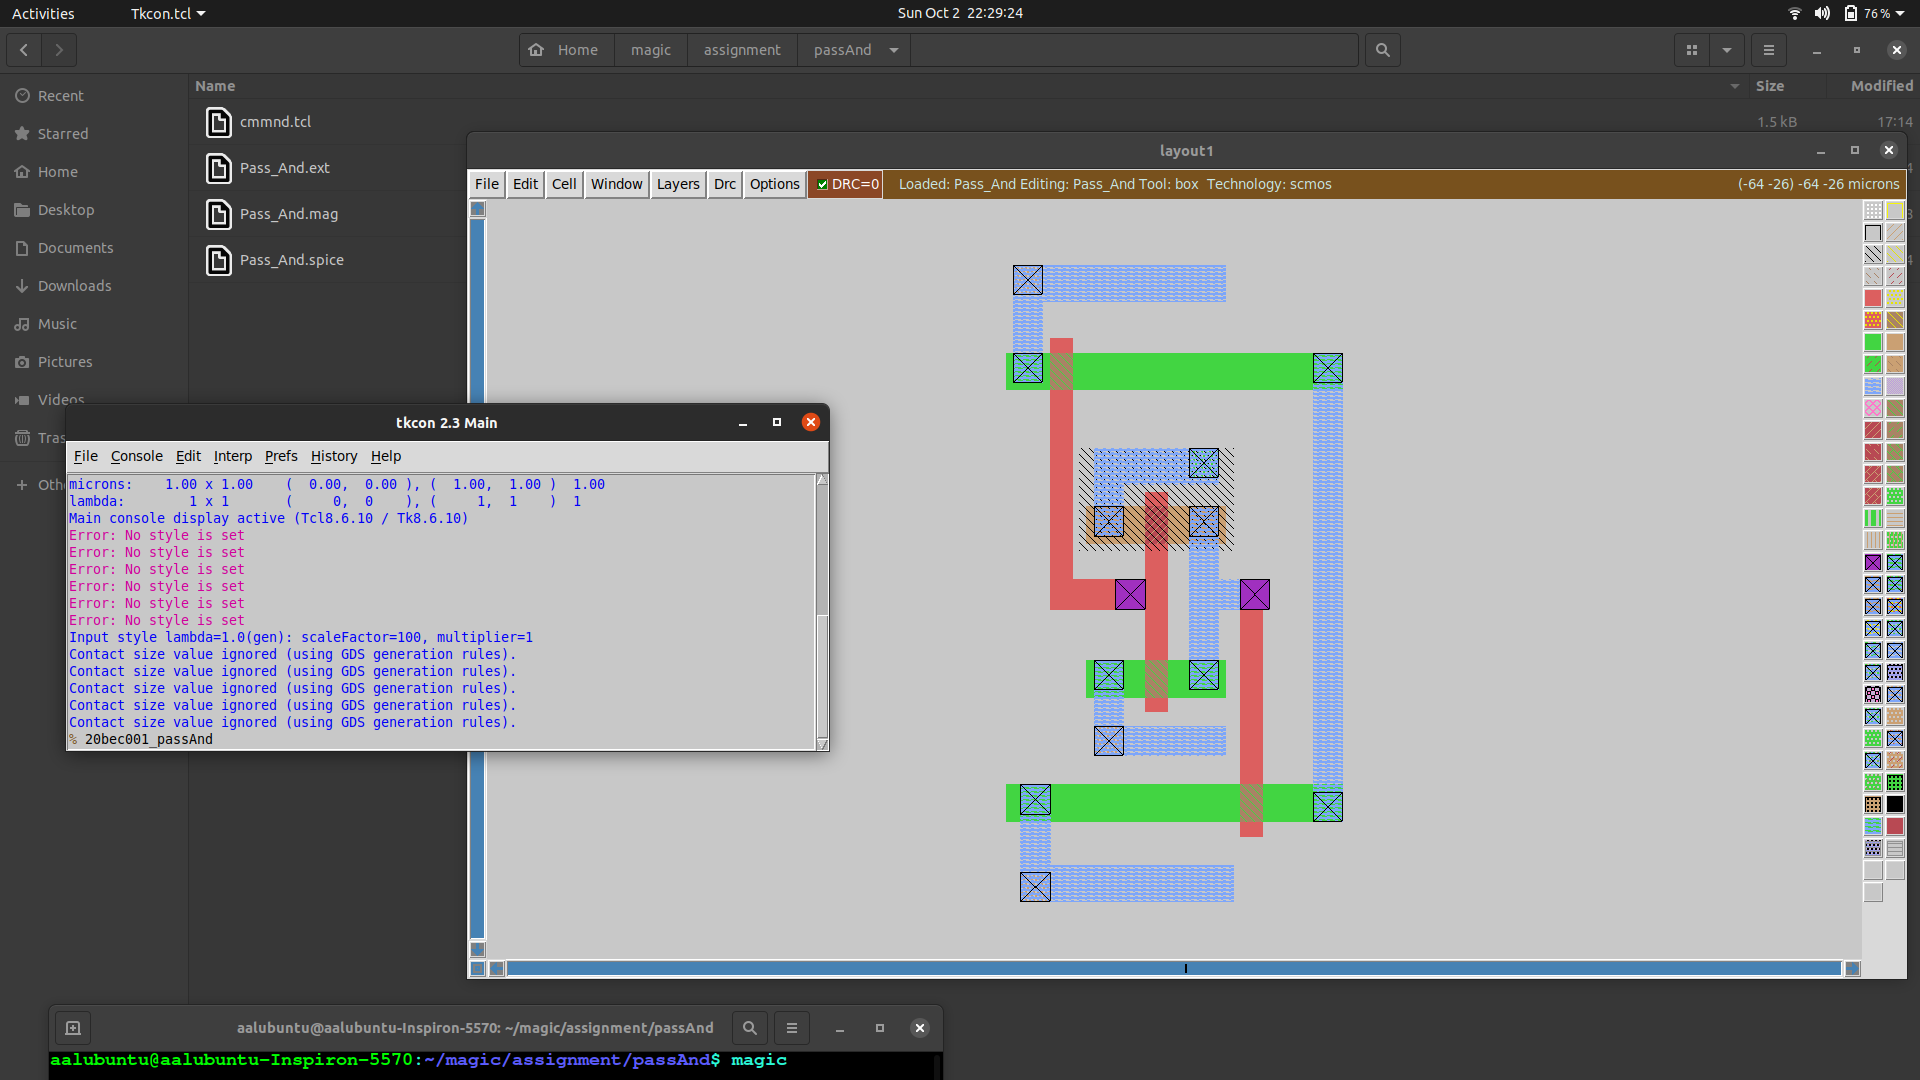 Activities
Tkcon.tcl
Sun Oct 2 22:29:24
76 %
Home
magic
assignment
passAnd
Name
Size
Modified
Recent
Starred
Home
Desktop
Documents
Downloads
Music
Pictures
Videos
cmmnd.tcl
1.5 kB
17:14
Pass_And.ext
Pass_And.mag
Pass_And.spice
layout1
File Edit Cell Window Layers Drc Options DRC=0 Loaded: Pass_And Editing: Pass_And Tool: box Technology: scmos (-64 -26) -64 -26 microns
tkcon 2.3 Main
File Console Edit Interp Prefs History Help
microns: 1.00 x 1.00 ( 0.00, 0.00 ), ( 1.00, 1.00 ) 1.00
lambda: 1 x 1 ( 0, 0 ), ( 1, 1 ) 1
Main console display active (Tcl8.6.10 / Tk8.6.10)
Error: No style is set
Error: No style is set
Error: No style is set
Error: No style is set
Error: No style is set
Error: No style is set
Input style lambda=1.0(gen): scaleFactor=100, multiplier=1
Contact size value ignored (using GDS generation rules).
Contact size value ignored (using GDS generation rules).
Contact size value ignored (using GDS generation rules).
Contact size value ignored (using GDS generation rules).
Contact size value ignored (using GDS generation rules).
% 20bec001_passAnd
aalubuntu@aalubuntu-Inspiron-5570: ~/magic/assignment/passAnd
aalubuntu@aalubuntu-Inspiron-5570:~/magic/assignment/passAnd$ magic